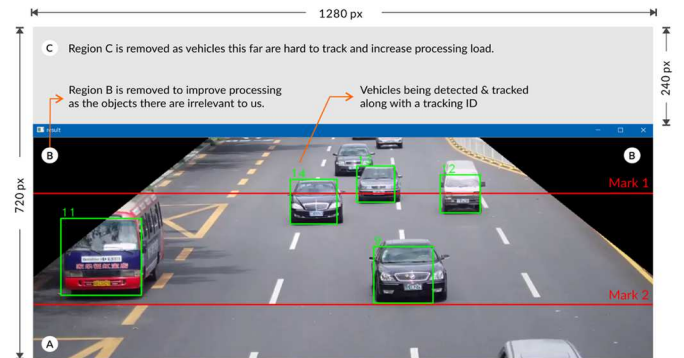 1280 px
C Region C is removed as vehicles this far are hard to track and increase processing load.
240 px
Region B is removed to improve processing
as the objects there are irrelevant to us.
Vehicles being detected & tracked
along with a tracking ID
result
B
B
Mark 1
720 px
14
12
11
Mark 2
A